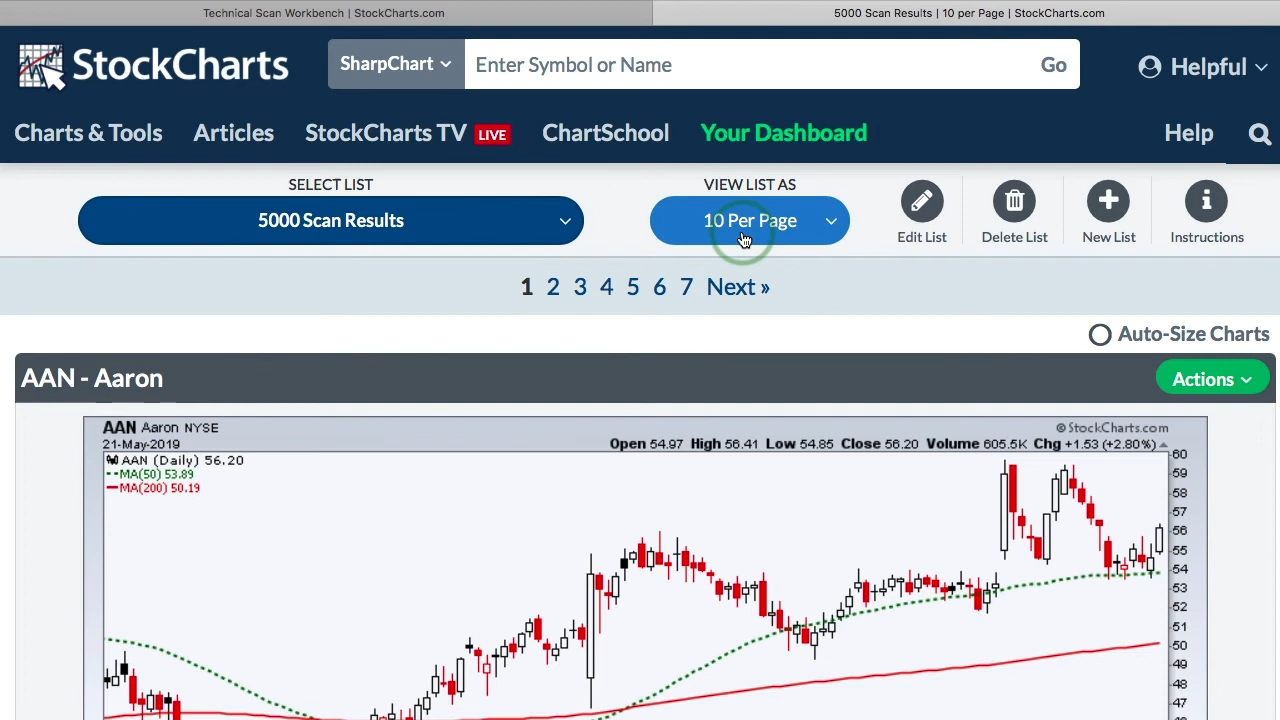 Technical Scan Workbench | StockCharts.com
5000 Scan Results | 10 per Page | StockCharts.com
StockCharts
SharpChart
Enter Symbol or Name
Go
Helpful
Charts & Tools
Articles
StockCharts TV LIVE
ChartSchool
Your Dashboard
Help
SELECT LIST
5000 Scan Results
VIEW LIST AS
10 Per Page
Edit List
Delete List
New List
Instructions
1 2 3 4 5 6 7 Next »
Auto-Size Charts
AAN - Aaron
Actions
AAN Aaron NYSE
© StockCharts.com
21-May-2019
Open 54.97 High 56.41 Low 54.85 Close 56.20 Volume 605.5K Chg +1.53 (+2.80%)
AAN (Daily) 56.20
MA(50) 53.89
MA(200) 50.19
60
59
58
57
56
55
54
53
52
51
50
49
48
47